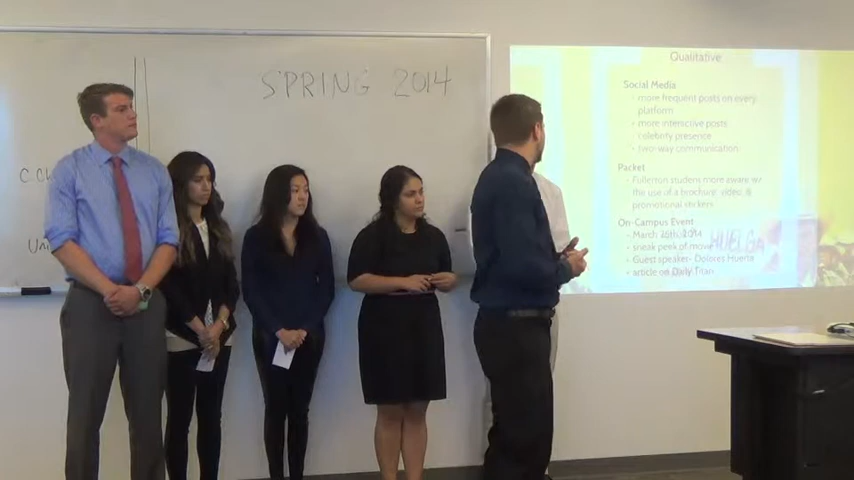 SPRING 2014
Qualitative
Social Media
- more frequent posts on every
platform
- more interactive posts
- celebrity presence
- two-way communication
Packet
- Fullerton student more aware w/
the use of a brochure, video &
promotional stickers
On-Campus Event
- March 26th, 2014
- sneak peek of movie
- Guest speaker- Dolores Huerta
- article on Daily Titan
HUELGA